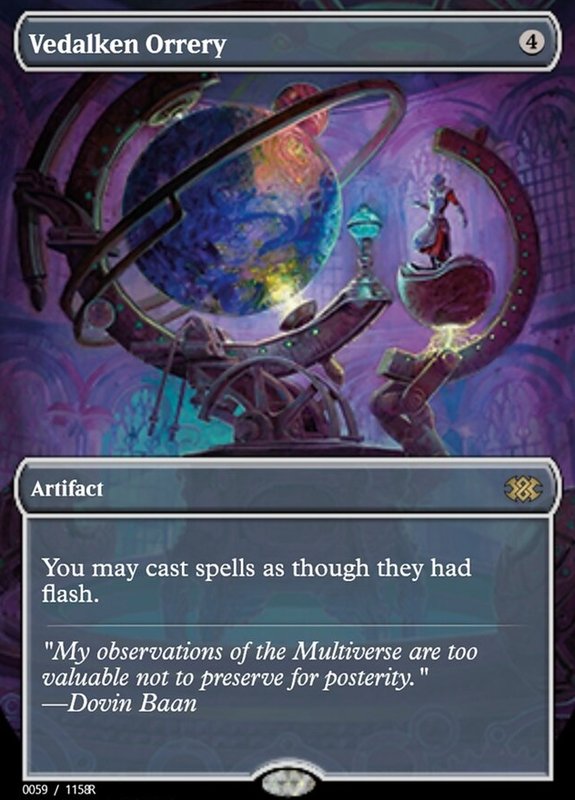 Vedalken Orrery
4
Artifact
You may cast spells as though they had
flash.
"My observations of the Multiverse are too
valuable not to preserve for posterity."
—Dovin Baan
0059 / 1158R